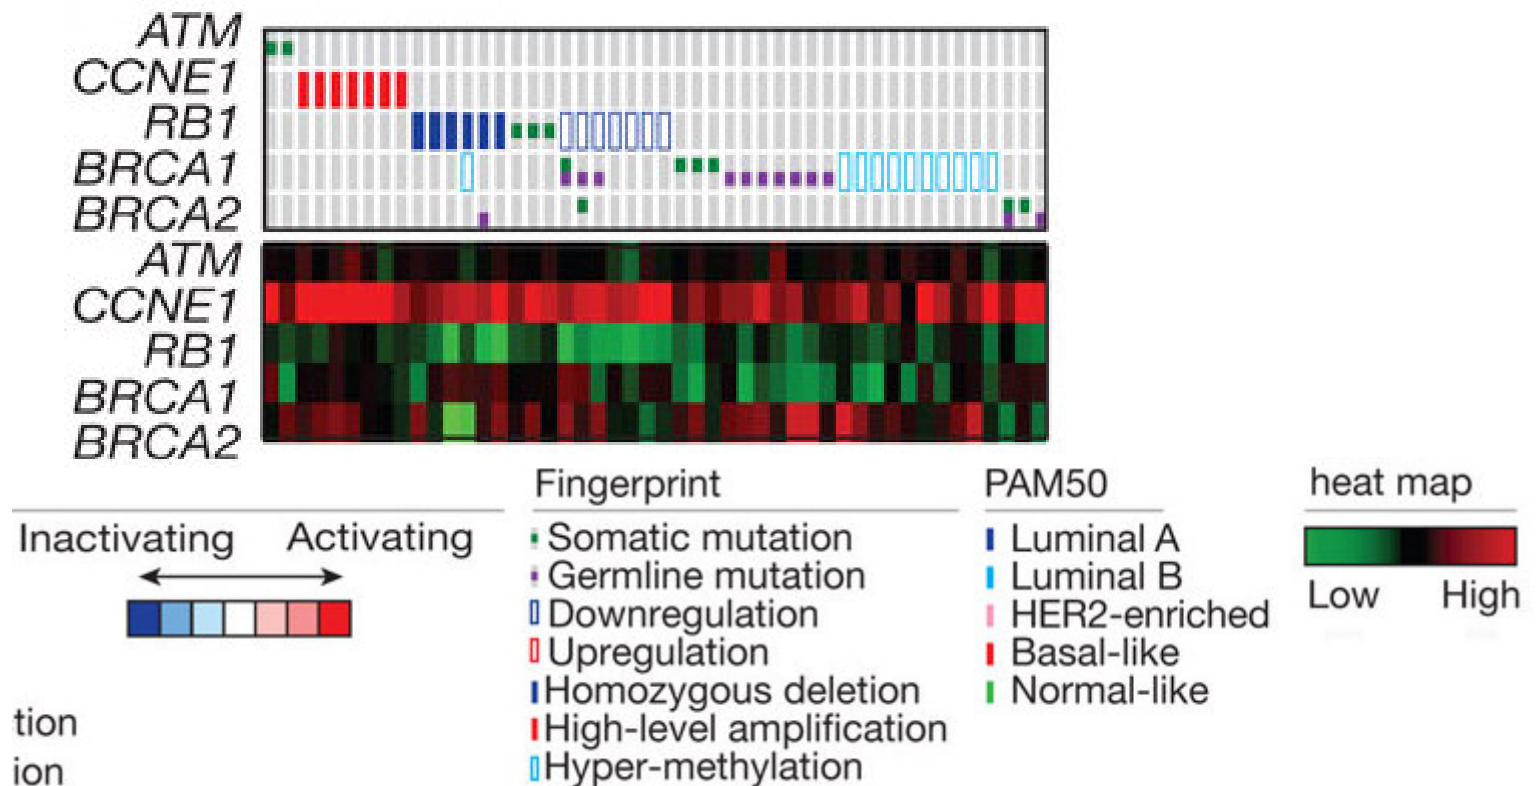 ATM
CCNE1
RB1
BRCA1
BRCA2
ATM
CCNE1
RB1
BRCA1
BRCA2
Inactivating Activating
tion
ion
Fingerprint
Somatic mutation
Germline mutation
Downregulation
Upregulation
Homozygous deletion
High-level amplification
Hyper-methylation
PAM50
Luminal A
Luminal B
HER2-enriched
Basal-like
Normal-like
heat map
Low High